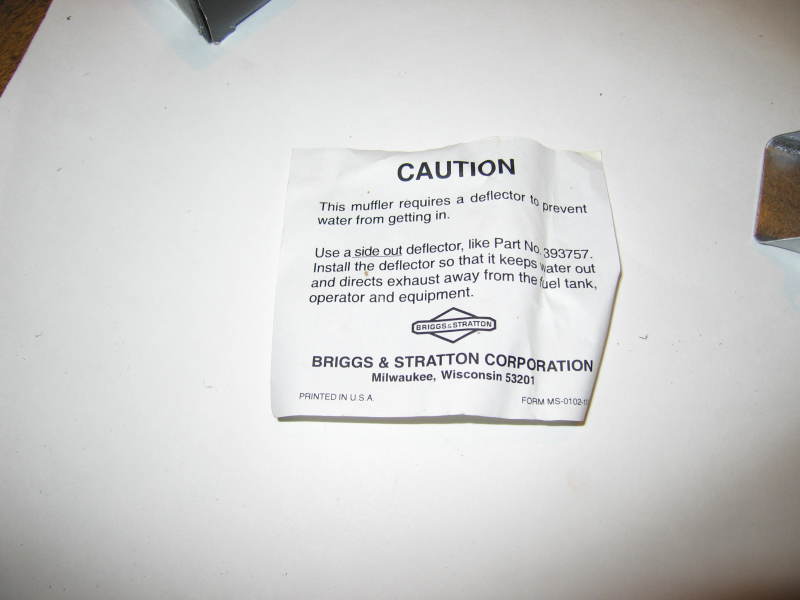 CAUTION
This muffler requires a deflector to prevent
water from getting in.
Use a side out deflector, like Part No. 393757.
Install the deflector so that it keeps water out
and directs exhaust away from the fuel tank,
operator and equipment.
BRIGGS & STRATTON
BRIGGS & STRATTON CORPORATION
Milwaukee, Wisconsin 53201
PRINTED IN U.S.A.
FORM